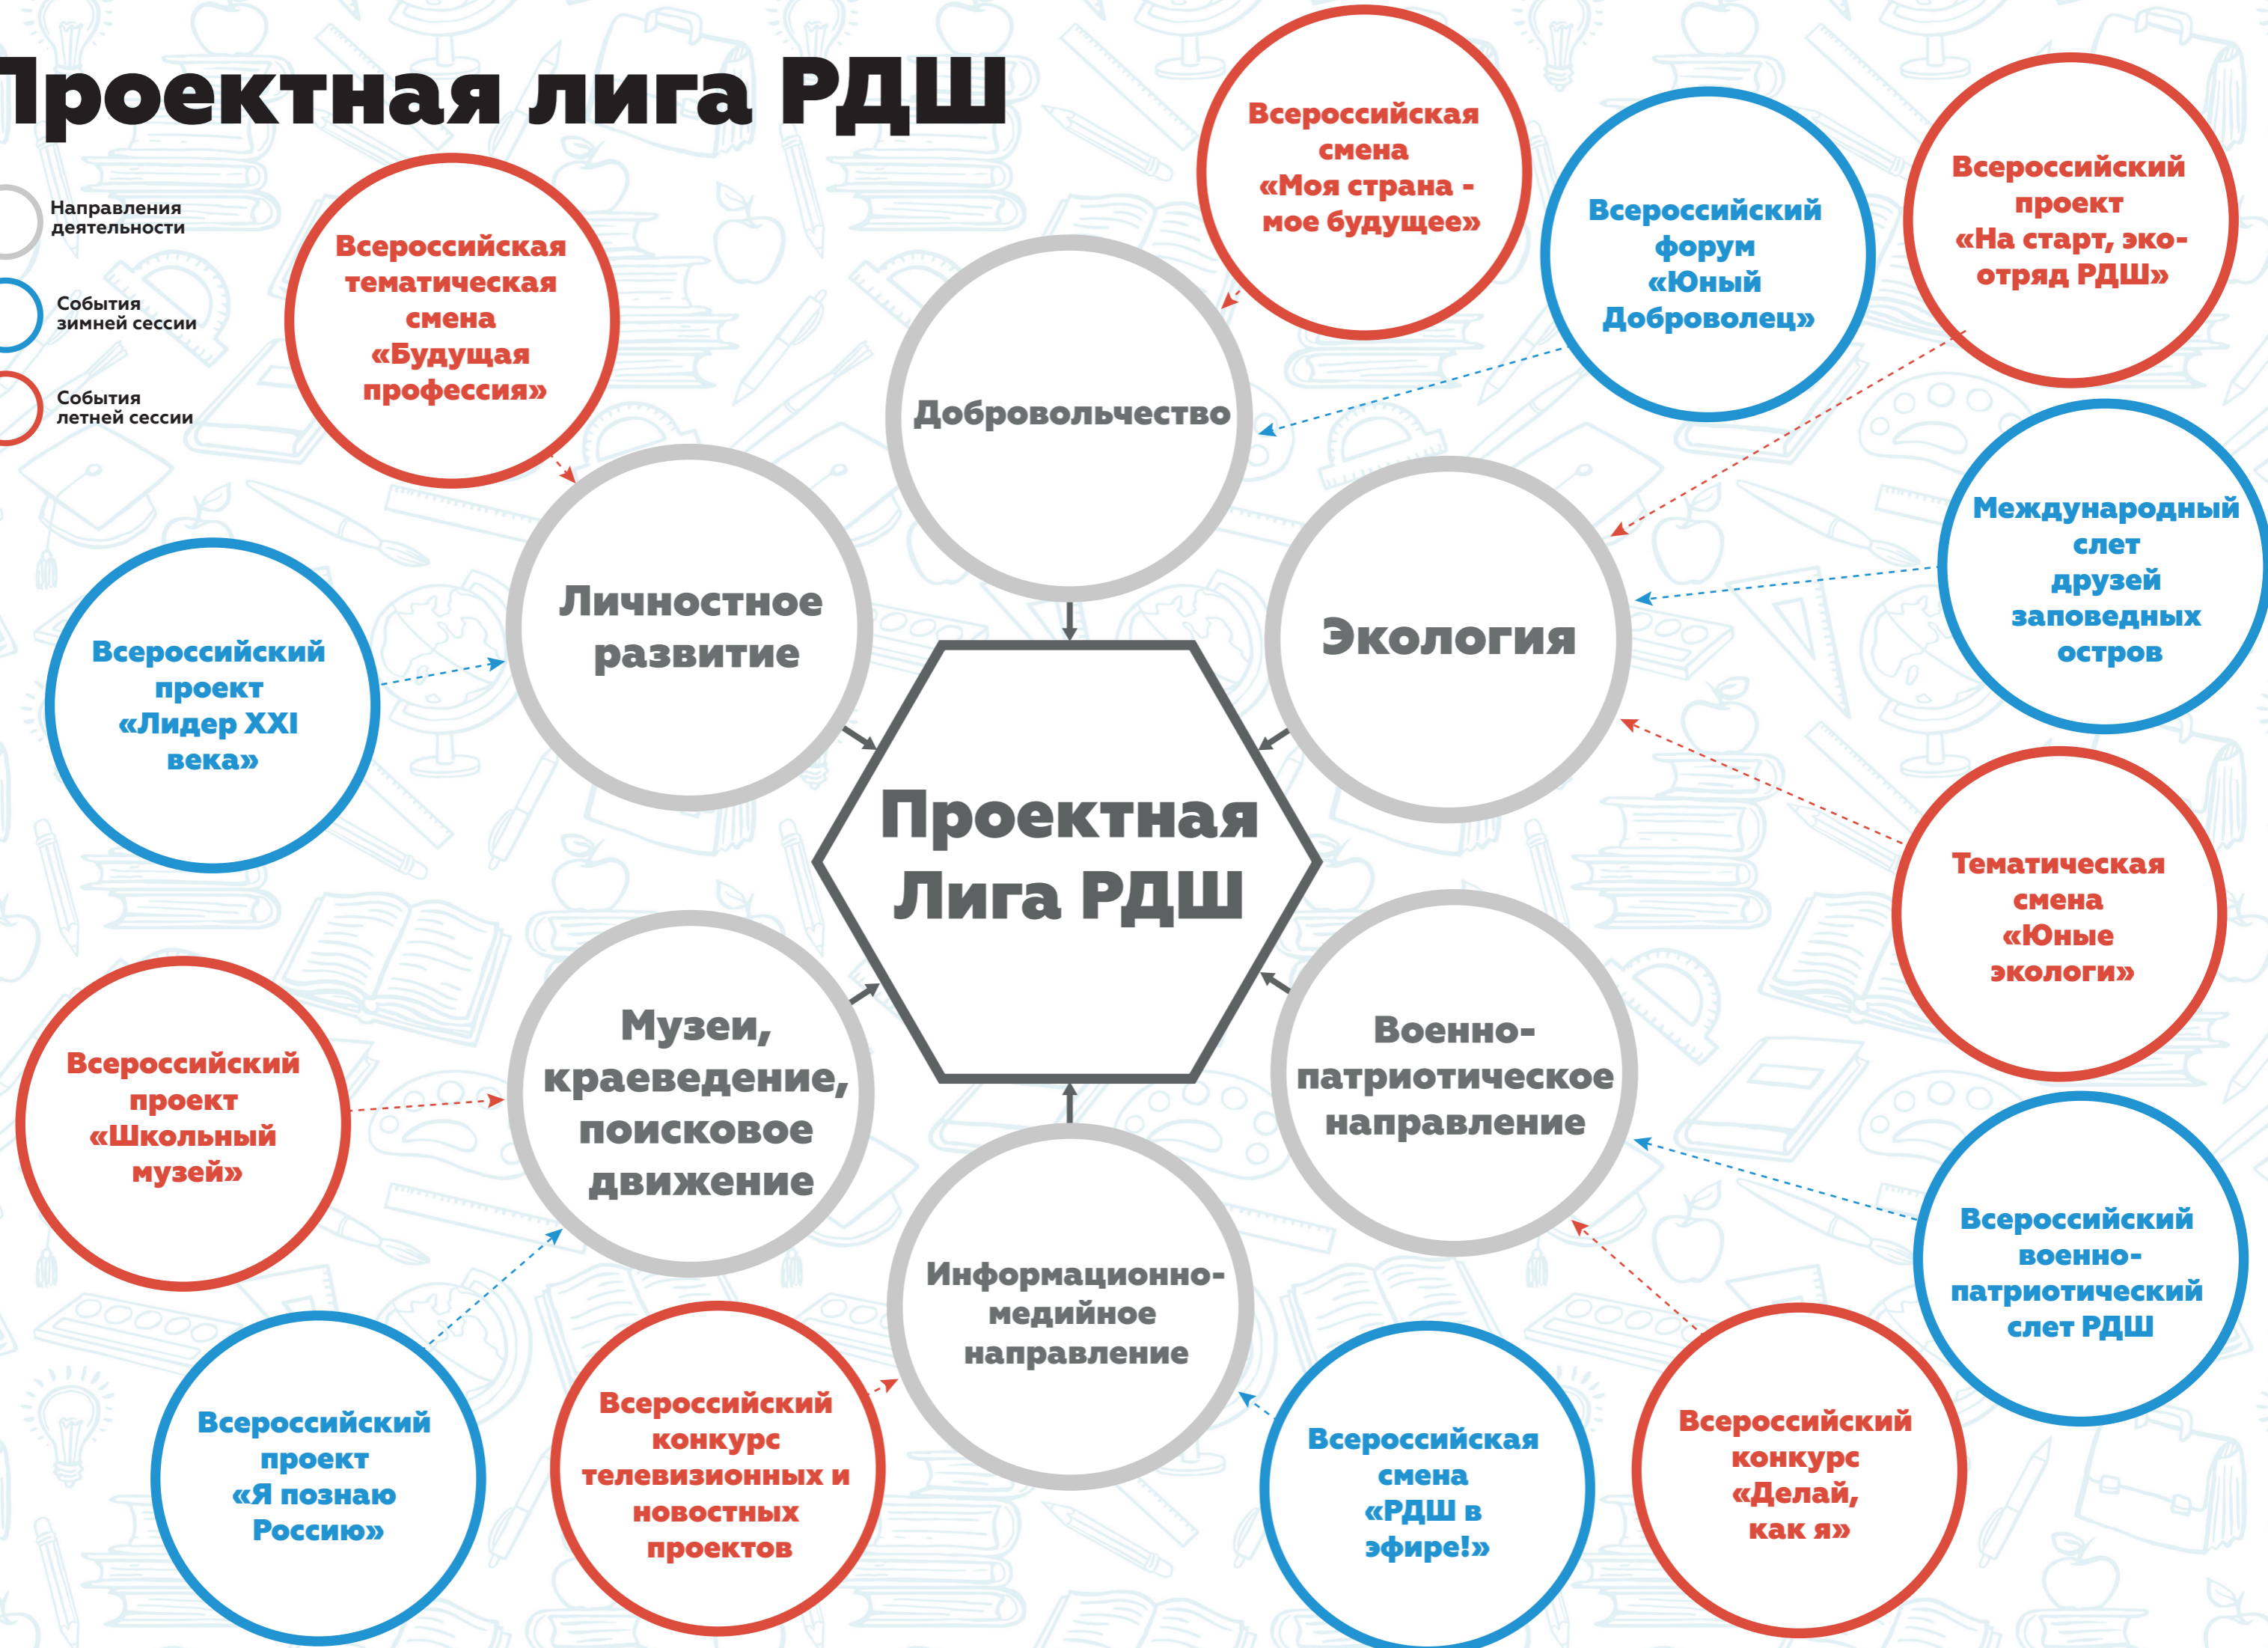 Проектная лига РДШ
Направления
деятельности
События
зимней сессии
События
летней сессии
Всероссийская
тематическая
смена
«Будущая
профессия»
Всероссийская
смена
«Моя страна -
мое будущее»
Всероссийский
форум
«Юный
Доброволец»
Всероссийский
проект
«На старт, эко-
отряд РДШ»
Добровольчество
Личностное
развитие
Экология
Международный
слет
друзей
заповедных
остров
Всероссийский
проект
«Лидер XXI
века»
Проектная
Лига РДШ
Тематическая
смена
«Юные
экологи»
Музеи,
краеведение,
поисковое
движение
Военно-
патриотическое
направление
Всероссийский
проект
«Школьный
музей»
Информационно-
медийное
направление
Всероссийский
военно-
патриотический
слет РДШ
Всероссийский
проект
«Я познаю
Россию»
Всероссийский
конкурс
телевизионных и
новостных
проектов
Всероссийская
смена
«РДШ в
эфире!»
Всероссийский
конкурс
«Делай,
как я»